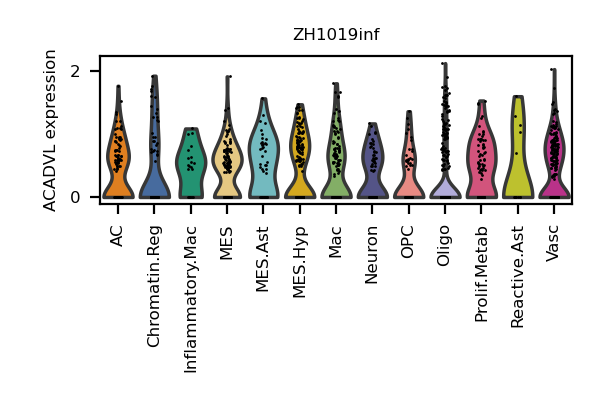 ZH1019inf
ACADVL expression
2
0
AC
Chromatin.Reg
Inflammatory.Mac
MES
MES.Ast
MES.Hyp
Mac
Neuron
OPC
Oligo
Prolif.Metab
Reactive.Ast
Vasc